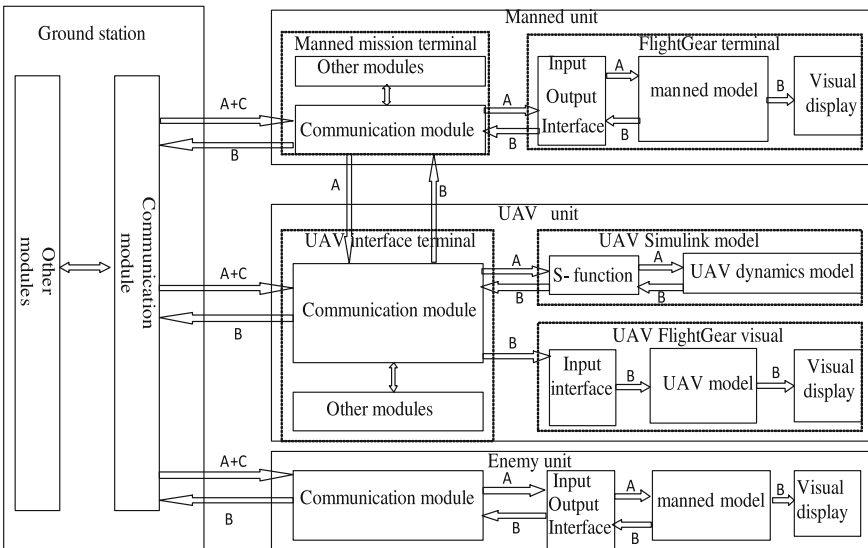 Ground station
Other
modules
Communication
module
A+C
B
A+C
B
A+C
B
Manned unit
Manned mission terminal
Other modules
Communication module
A
B
FlightGear terminal
Input
Output
Interface
A
B
manned model
B
Visual
display
A
B
UAV unit
UAV interface terminal
Communication module
Other modules
A
B
UAV Simulink model
S- function
A
B
UAV dynamics model
B
UAV FlightGear visual
Input
interface
B
UAV model
B
Visual
display
Enemy unit
Communication module
A
B
Input
Output
Interface
A
B
manned model
B
Visual
display